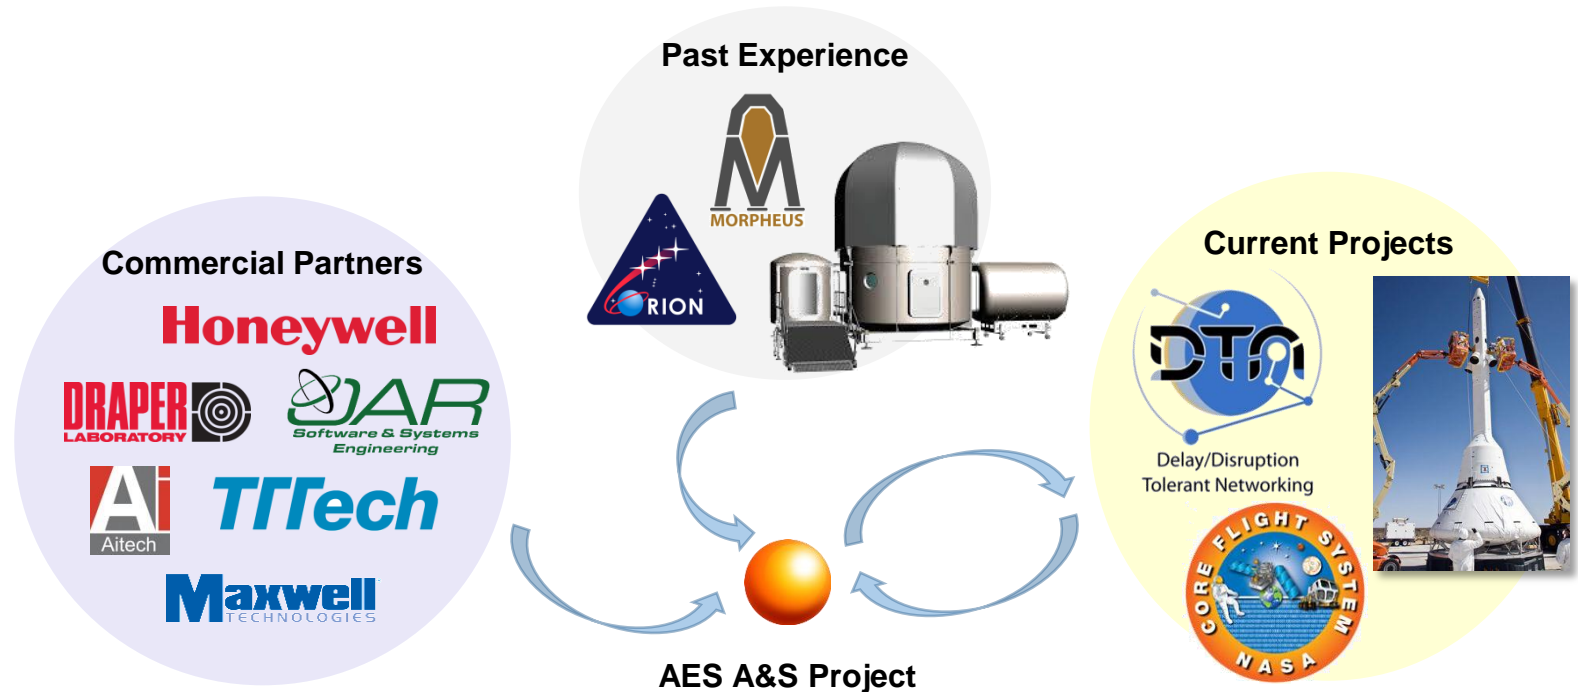 Past Experience
MORPHEUS
ORION
Commercial Partners
Honeywell
DRAPER
LABORATORY
OAR
Software & Systems
Engineering
Ai
Aitech
TTTech
Maxwell
TECHNOLOGIES
Current Projects
DTN
Delay/Disruption
Tolerant Networking
CORE FLIGHT SYSTEM
NASA
AES A&S Project